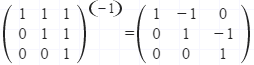 ( 1 1 1 ) (−1) = ( 1 −1 0 )
( 0 1 1 ) ( 0 1 −1 )
( 0 0 1 ) ( 0 0 1 )